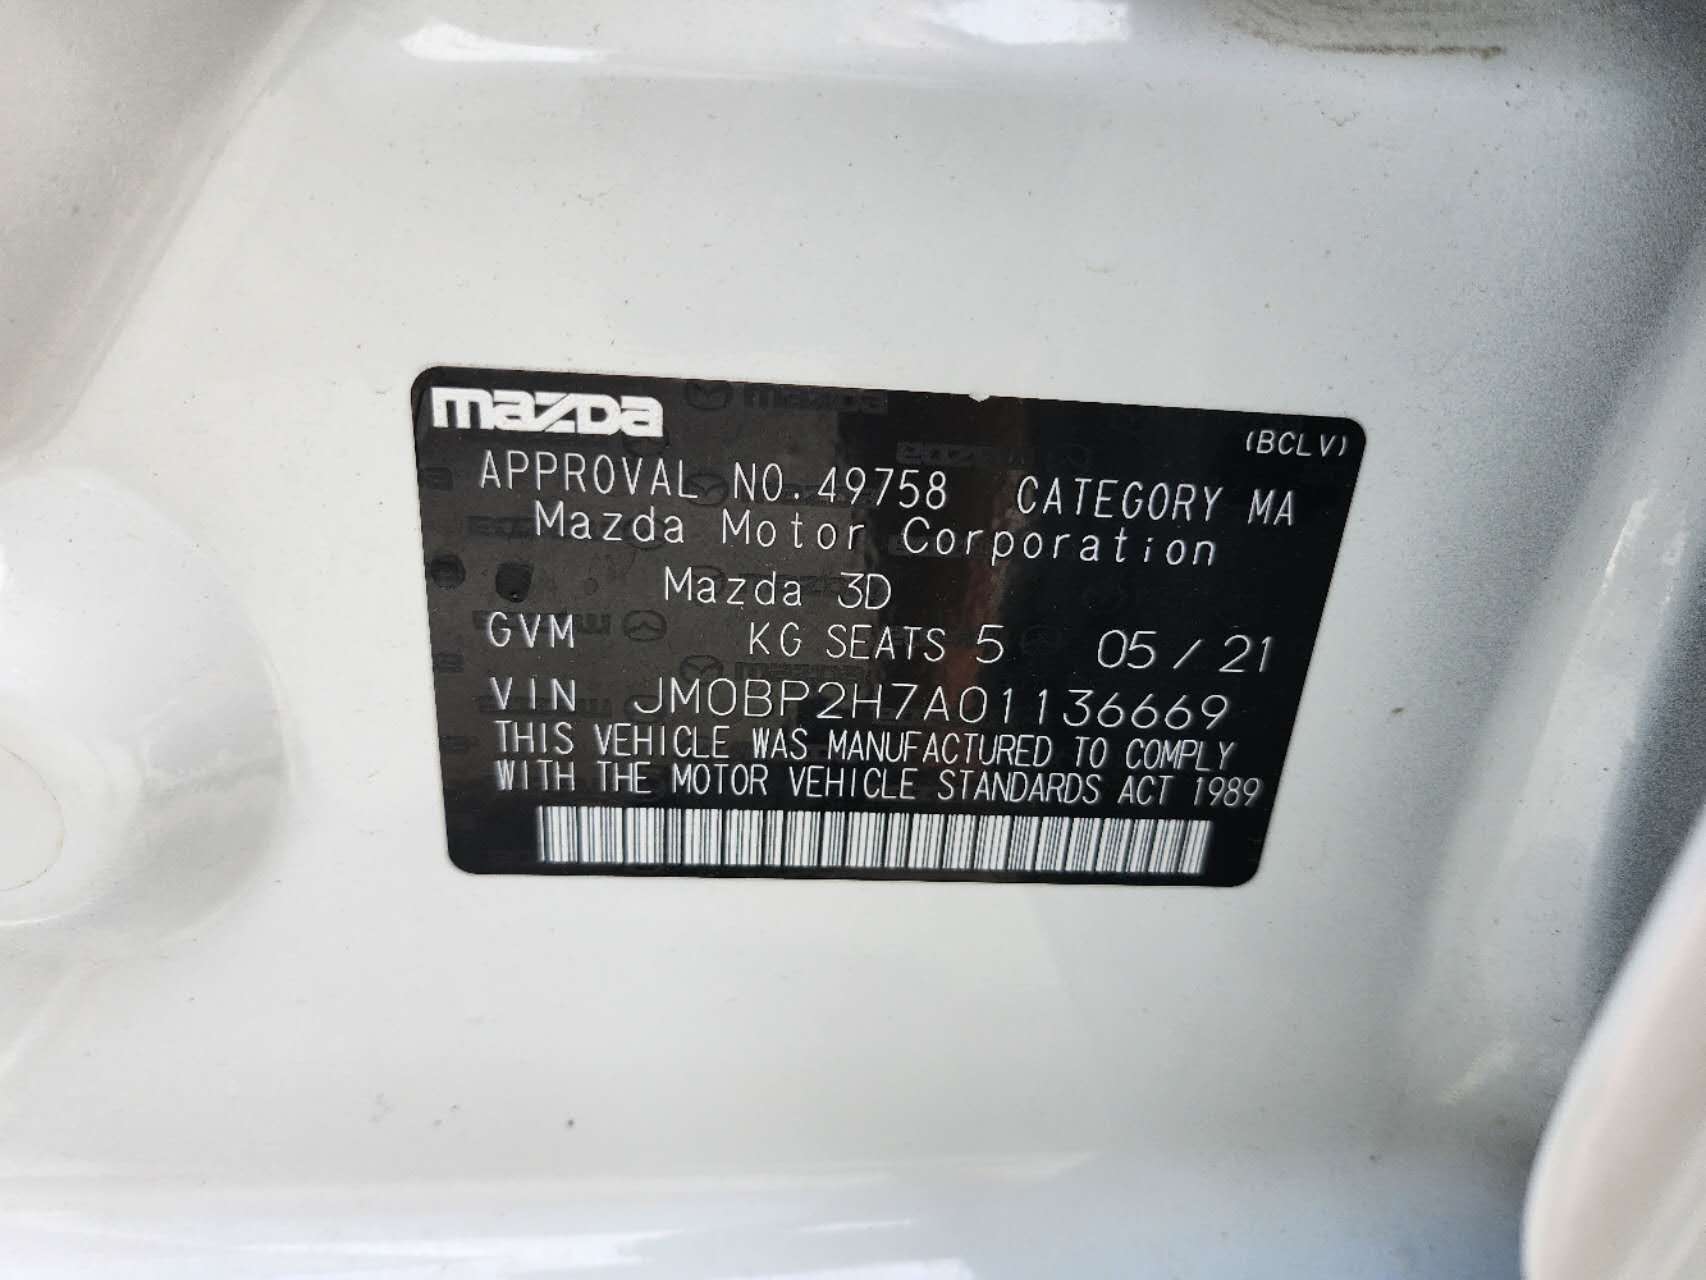 mazda
(BCLV)
APPROVAL NO.49758 CATEGORY MA
Mazda Motor Corporation
Mazda 3D
GVM KG SEATS 5 05/21
VIN JM0BP2H7A01136669
THIS VEHICLE WAS MANUFACTURED TO COMPLY
WITH THE MOTOR VEHICLE STANDARDS ACT 1989